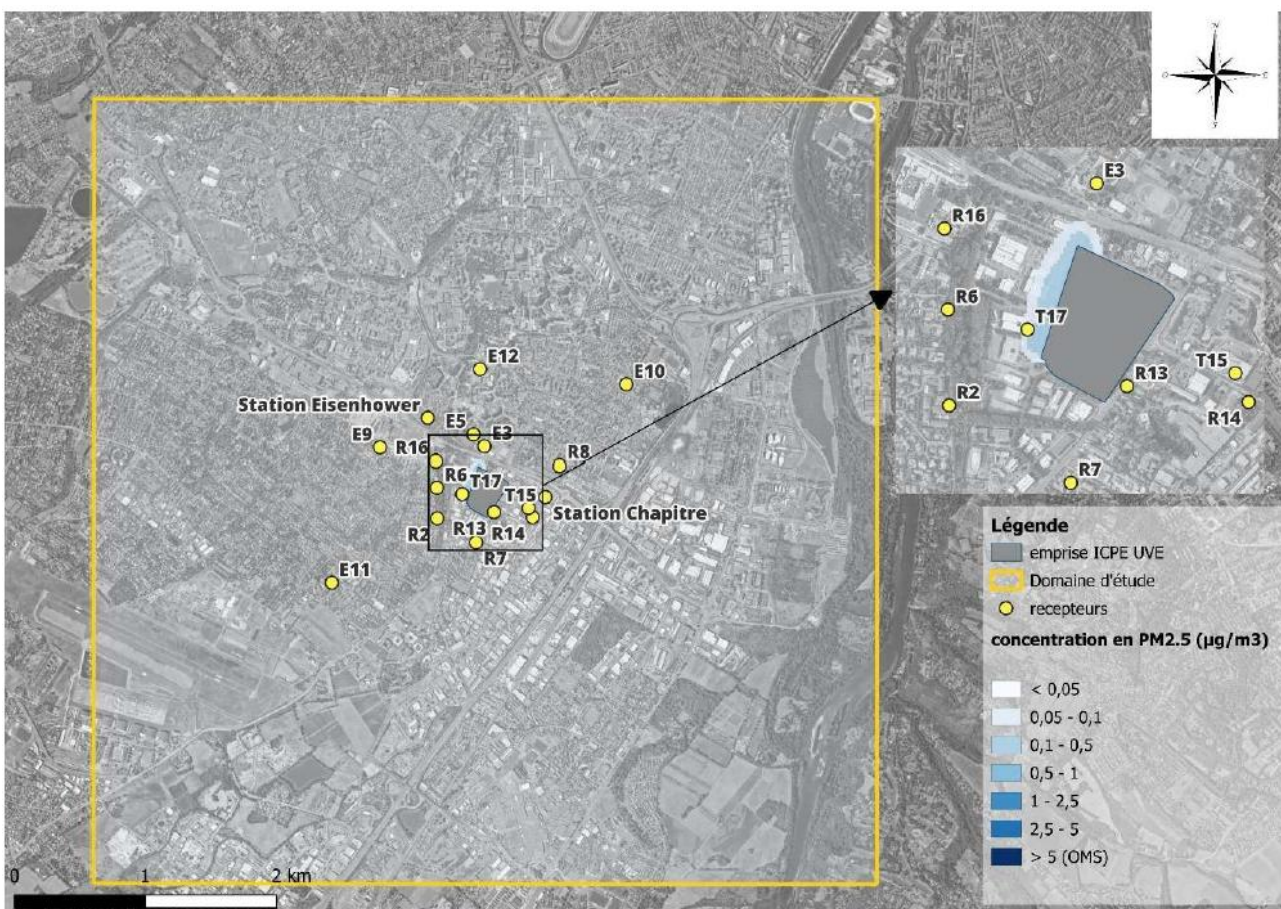 N
O
E
S
E3
R16
R6
T17
T15
R13
R2
R14
R7
E12
E10
Station Eisenhower
E5
E3
E9
R16
R8
R6
T17
T15
Station Chapitre
R2
R13
R14
R7
E11
Légende
emprise ICPE UVE
Domaine d'étude
recepteurs
concentration en PM2.5 (µg/m3)
< 0,05
0,05 - 0,1
0,1 - 0,5
0,5 - 1
1 - 2,5
2,5 - 5
> 5 (OMS)
0 1 2 km